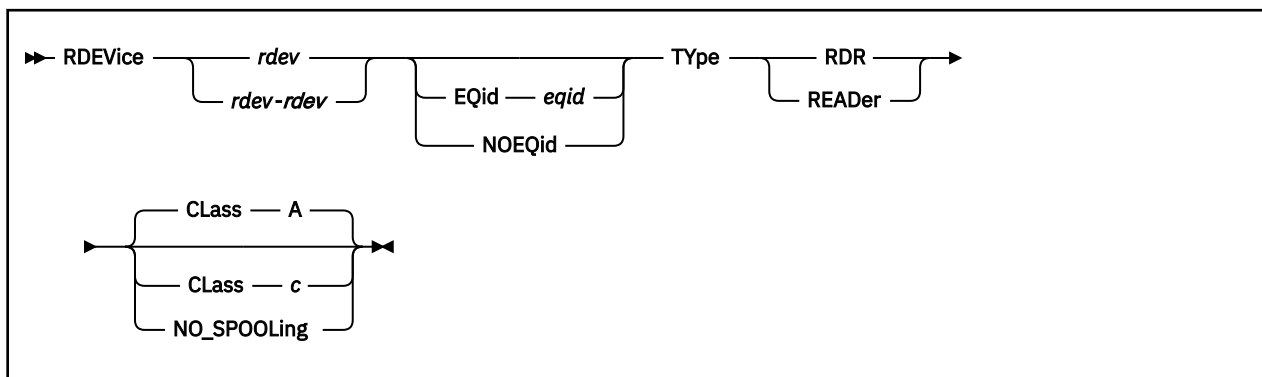 RDEVice rdev TYpe RDR
rdev-rdev EQid eqid READer
NOEQid
CLass A
CLass c
NO_SPOOLing